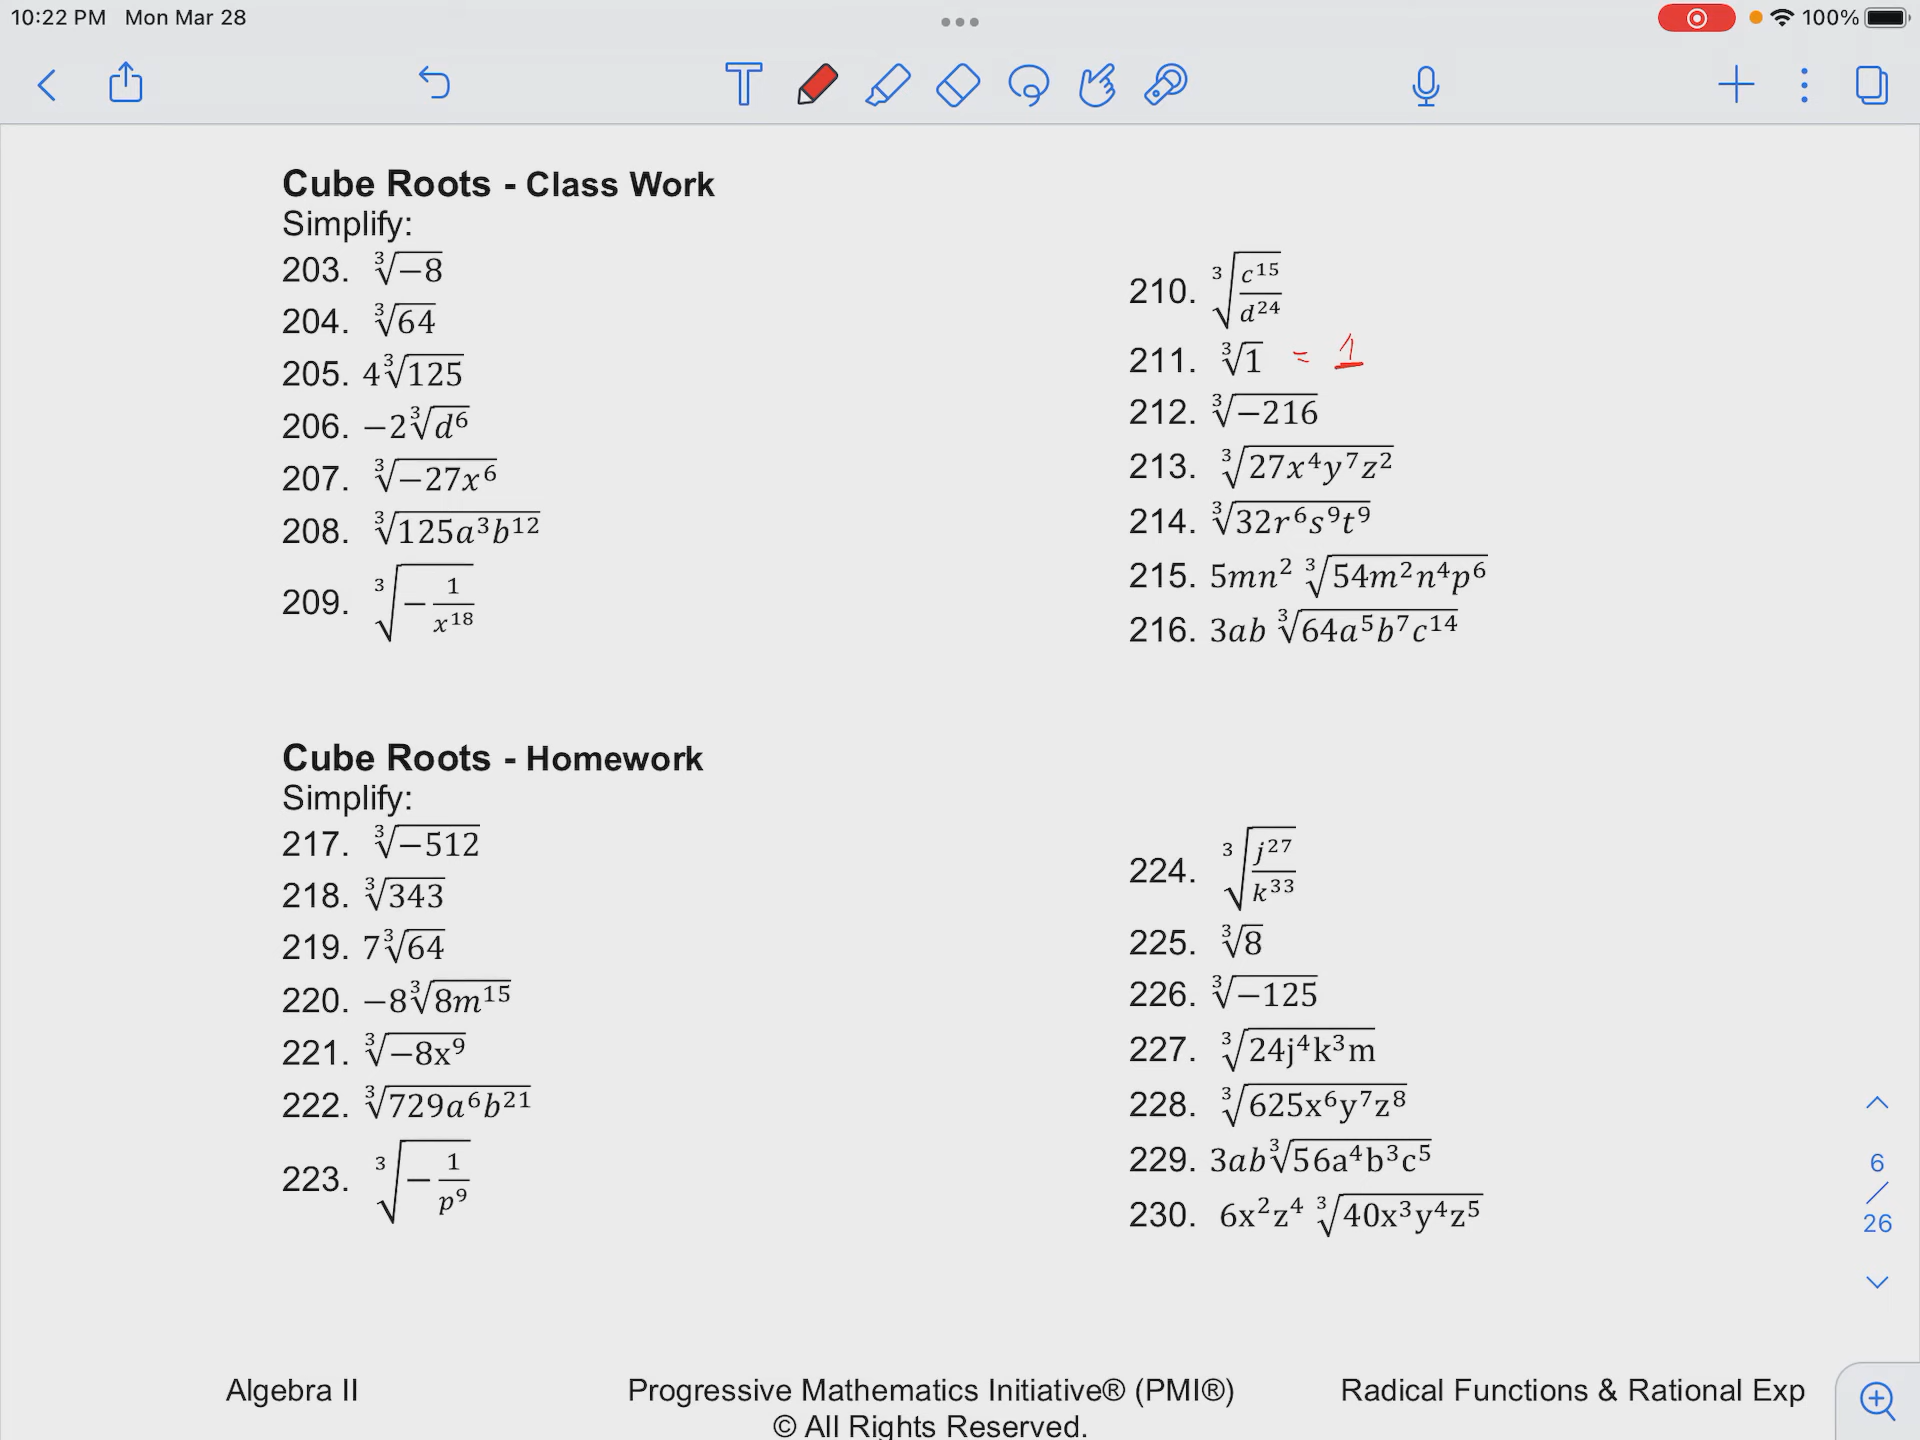 10:22 PM Mon Mar 28
100%
Cube Roots - Class Work
Simplify:
203. ∛(−8)
204. ∛(64)
205. 4∛(125)
206. −2∛(d⁶)
207. ∛(−27x⁶)
208. ∛(125a³b¹²)
209. ∛(−1/x¹⁸)
210. ∛(c¹⁵/d²⁴)
211. ∛1 = 1
212. ∛(−216)
213. ∛(27x⁴y⁷z²)
214. ∛(32r⁶s⁹t⁹)
215. 5mn² ∛(54m²n⁴p⁶)
216. 3ab ∛(64a⁵b⁷c¹⁴)
Cube Roots - Homework
Simplify:
217. ∛(−512)
218. ∛(343)
219. 7∛(64)
220. −8∛(8m¹⁵)
221. ∛(−8x⁹)
222. ∛(729a⁶b²¹)
223. ∛(−1/p⁹)
224. ∛(j²⁷/k³³)
225. ∛8
226. ∛(−125)
227. ∛(24j⁴k³m)
228. ∛(625x⁶y⁷z⁸)
229. 3ab∛(56a⁴b³c⁵)
230. 6x²z⁴ ∛(40x³y⁴z⁵)
6
/
26
Algebra II
Progressive Mathematics Initiative® (PMI®)
© All Rights Reserved.
Radical Functions & Rational Exp